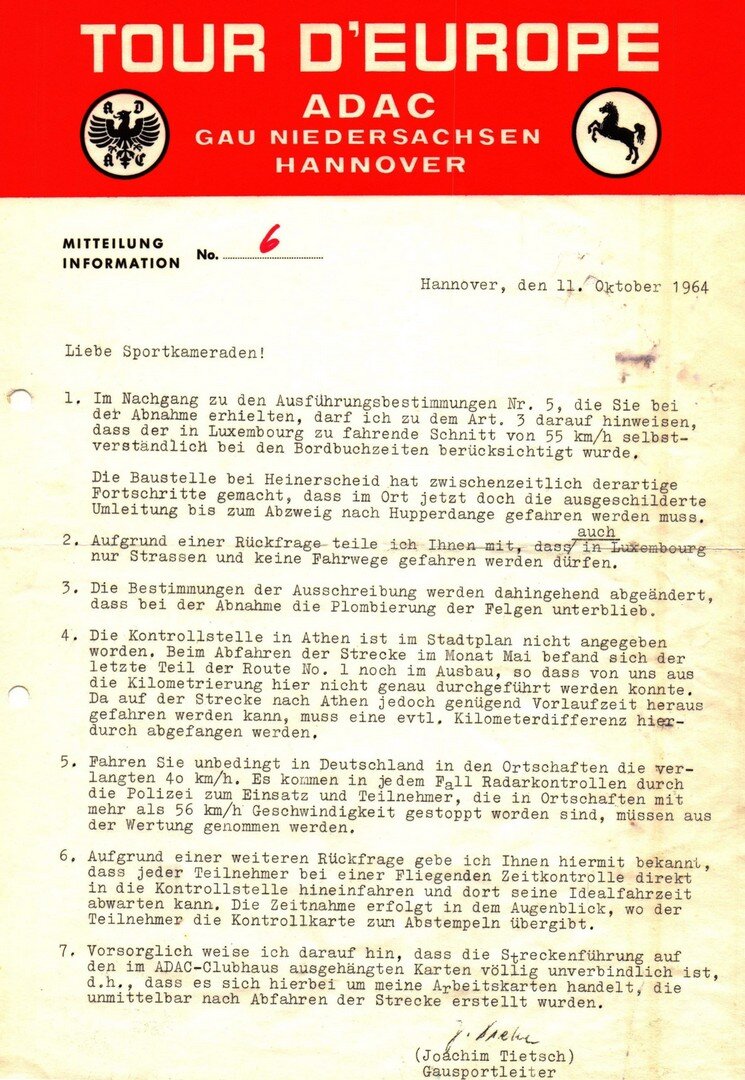 TOUR D'EUROPE
ADAC
GAU NIEDERSACHSEN
HANNOVER
A D
A C
MITTEILUNG
INFORMATION No. 6
Hannover, den 11. Oktober 1964
Liebe Sportkameraden!
1. Im Nachgang zu den Ausführungsbestimmungen Nr. 5, die Sie bei
der Abnahme erhielten, darf ich zu dem Art. 3 darauf hinweisen,
dass der in Luxembourg zu fahrende Schnitt von 55 km/h selbst-
verständlich bei den Bordbuchzeiten berücksichtigt wurde.
Die Baustelle bei Heinerscheid hat zwischenzeitlich derartige
Fortschritte gemacht, dass im Ort jetzt doch die ausgeschilderte
Umleitung bis zum Abzweig nach Hupperdange gefahren werden muss.
auch
2. Aufgrund einer Rückfrage teile ich Ihnen mit, dass/in Luxembourg
nur Strassen und keine Fahrwege gefahren werden dürfen.
3. Die Bestimmungen der Ausschreibung werden dahingehend abgeändert,
dass bei der Abnahme die Plombierung der Felgen unterblieb.
4. Die Kontrollstelle in Athen ist im Stadtplan nicht angegeben
worden. Beim Abfahren der Strecke im Monat Mai befand sich der
letzte Teil der Route No. 1 noch im Ausbau, so dass von uns aus
die Kilometrierung hier nicht genau durchgeführt werden konnte.
Da auf der Strecke nach Athen jedoch genügend Vorlaufzeit heraus
gefahren werden kann, muss eine evtl. Kilometerdifferenz hier-
durch abgefangen werden.
5. Fahren Sie unbedingt in Deutschland in den Ortschaften die ver-
langten 4o km/h. Es kommen in jedem Fall Radarkontrollen durch
die Polizei zum Einsatz und Teilnehmer, die in Ortschaften mit
mehr als 56 km/h Geschwindigkeit gestoppt worden sind, müssen aus
der Wertung genommen werden.
6. Aufgrund einer weiteren Rückfrage gebe ich Ihnen hiermit bekannt,
dass jeder Teilnehmer bei einer Fliegenden Zeitkontrolle direkt
in die Kontrollstelle hineinfahren und dort seine Idealfahrzeit
abwarten kann. Die Zeitnahme erfolgt in dem Augenblick, wo der
Teilnehmer die Kontrollkarte zum Abstempeln übergibt.
7. Vorsorglich weise ich darauf hin, dass die Streckenführung auf
den im ADAC-Clubhaus ausgehängten Karten völlig unverbindlich ist,
d.h., dass es sich hierbei um meine Arbeitskarten handelt, die
unmittelbar nach Abfahren der Strecke erstellt wurden.
(Joachim Tietsch)
Gausportleiter